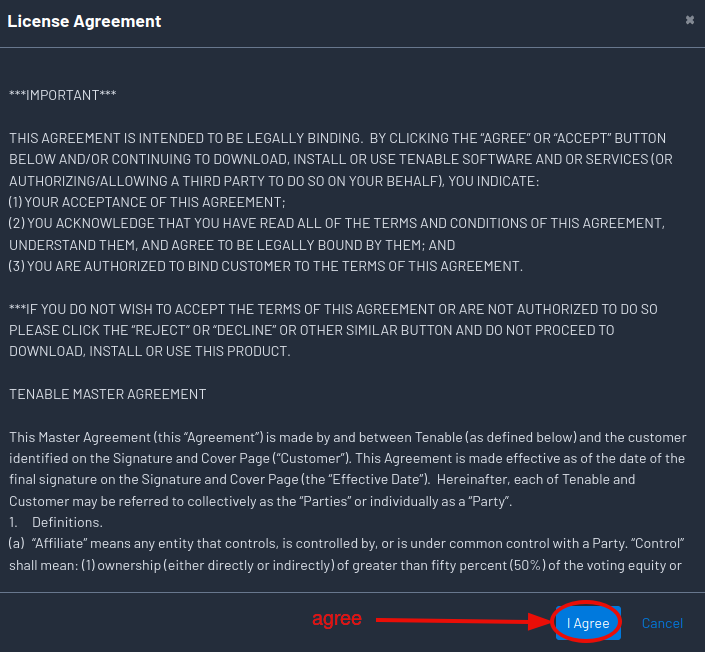 License Agreement
***IMPORTANT***
THIS AGREEMENT IS INTENDED TO BE LEGALLY BINDING.  BY CLICKING THE “AGREE” OR “ACCEPT” BUTTON
BELOW AND/OR CONTINUING TO DOWNLOAD, INSTALL OR USE TENABLE SOFTWARE AND OR SERVICES (OR
AUTHORIZING/ALLOWING A THIRD PARTY TO DO SO ON YOUR BEHALF), YOU INDICATE:
(1) YOUR ACCEPTANCE OF THIS AGREEMENT;
(2) YOU ACKNOWLEDGE THAT YOU HAVE READ ALL OF THE TERMS AND CONDITIONS OF THIS AGREEMENT,
UNDERSTAND THEM, AND AGREE TO BE LEGALLY BOUND BY THEM; AND
(3) YOU ARE AUTHORIZED TO BIND CUSTOMER TO THE TERMS OF THIS AGREEMENT.
***IF YOU DO NOT WISH TO ACCEPT THE TERMS OF THIS AGREEMENT OR ARE NOT AUTHORIZED TO DO SO
PLEASE CLICK THE “REJECT” OR “DECLINE” OR OTHER SIMILAR BUTTON AND DO NOT PROCEED TO
DOWNLOAD, INSTALL OR USE THIS PRODUCT.
TENABLE MASTER AGREEMENT
This Master Agreement (this “Agreement”) is made by and between Tenable (as defined below) and the customer
identified on the Signature and Cover Page (“Customer”). This Agreement is made effective as of the date of the
final signature on the Signature and Cover Page (the “Effective Date”).  Hereinafter, each of Tenable and
Customer may be referred to collectively as the “Parties” or individually as a “Party”.
1.    Definitions.
(a)  “Affiliate” means any entity that controls, is controlled by, or is under common control with a Party. “Control”
shall mean: (1) ownership (either directly or indirectly) of greater than fifty percent (50%) of the voting equity or
agree
I Agree
Cancel